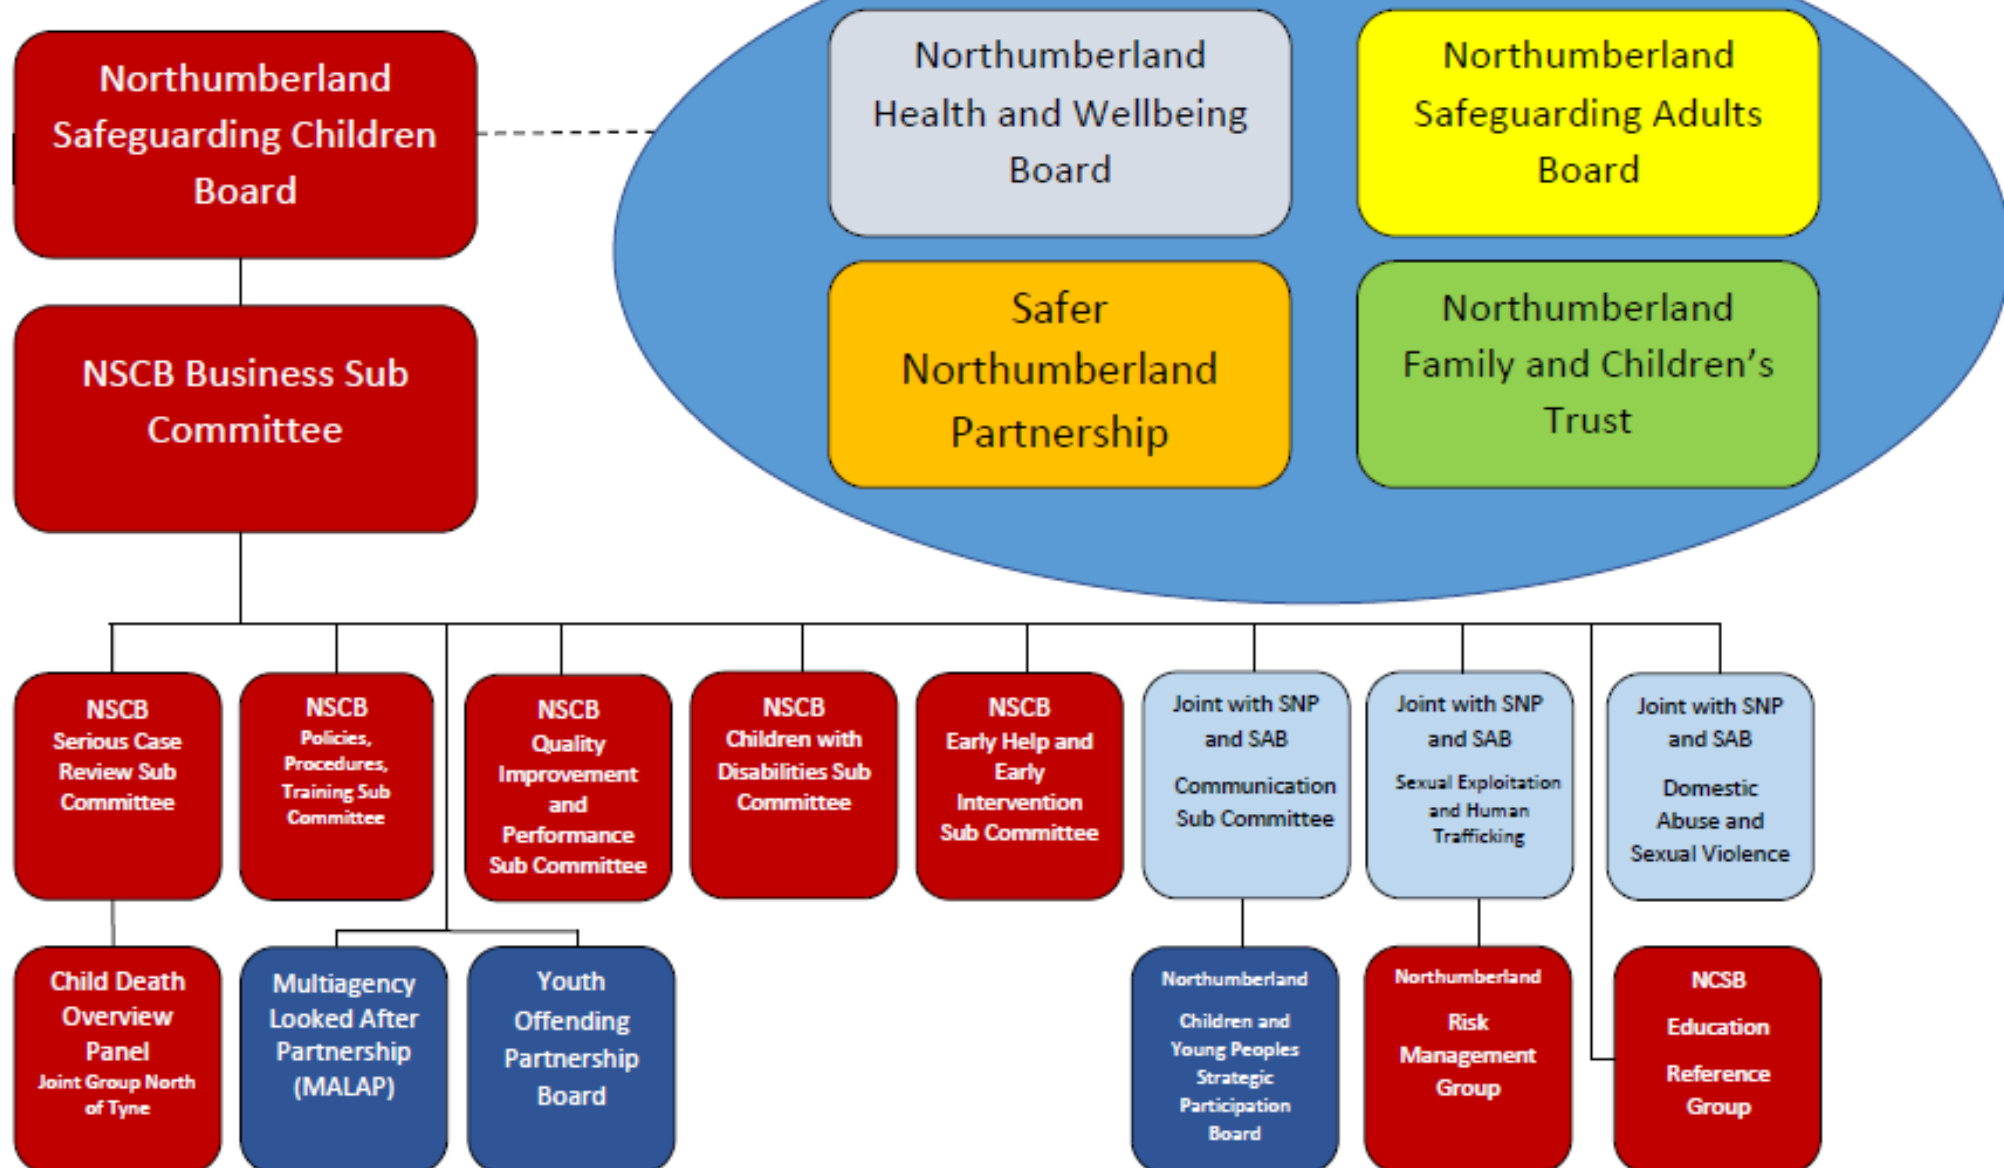 Northumberland
Safeguarding Children
Board
Northumberland
Health and Wellbeing
Board
Northumberland
Safeguarding Adults
Board
NSCB Business Sub
Committee
Safer
Northumberland
Partnership
Northumberland
Family and Children’s
Trust
NSCB
Serious Case
Review Sub
Committee
NSCB
Policies,
Procedures,
Training Sub
Committee
NSCB
Quality
Improvement
and
Performance
Sub Committee
NSCB
Children with
Disabilities Sub
Committee
NSCB
Early Help and
Early
Intervention
Sub Committee
Joint with SNP
and SAB
Communication
Sub Committee
Joint with SNP
and SAB
Sexual Exploitation
and Human
Trafficking
Joint with SNP
and SAB
Domestic
Abuse and
Sexual Violence
Child Death
Overview
Panel
Joint Group North
of Tyne
Multiagency
Looked After
Partnership
(MALAP)
Youth
Offending
Partnership
Board
Northumberland
Children and
Young Peoples
Strategic
Participation
Board
Northumberland
Risk
Management
Group
NCSB
Education
Reference
Group